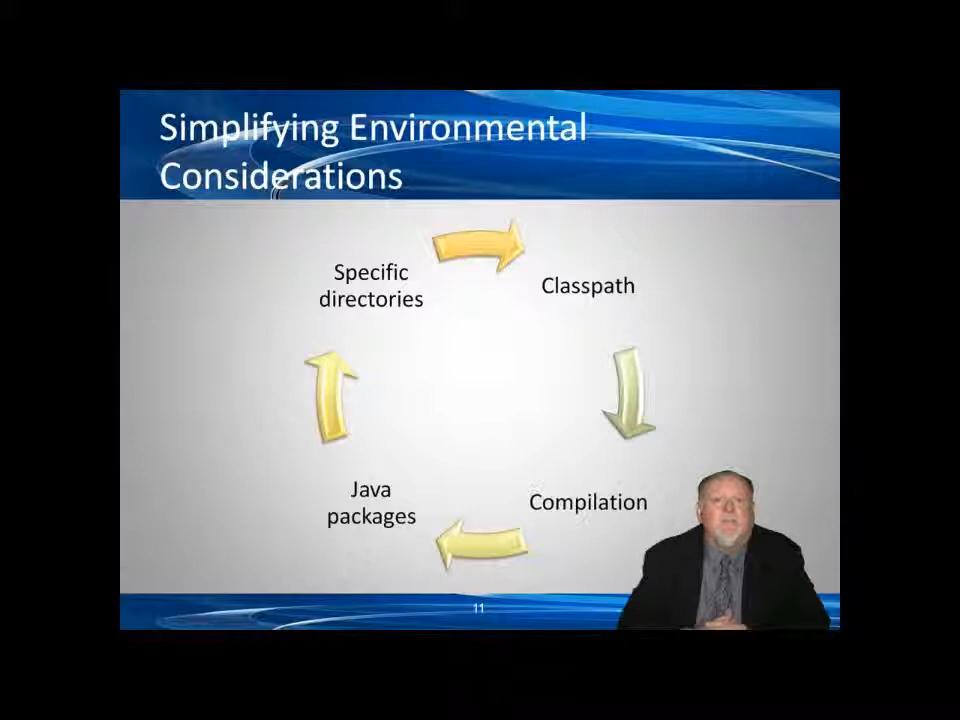 Simplifying Environmental
Considerations
Specific
directories
Classpath
Java
packages
Compilation
11